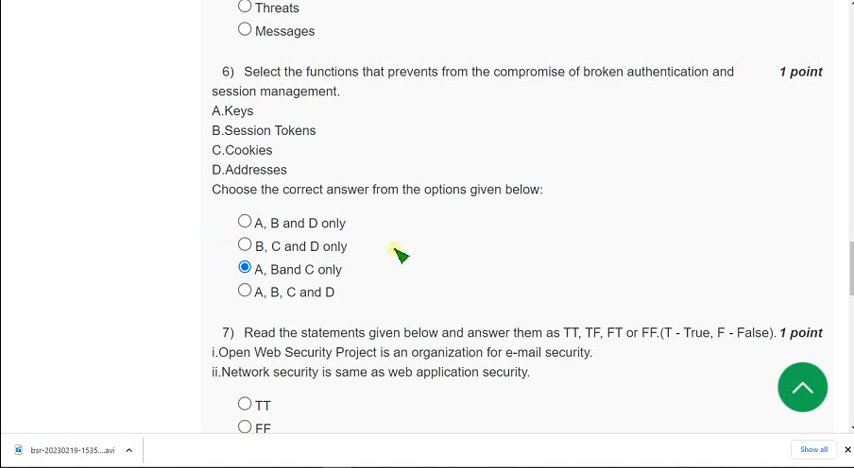 Threats
Messages
6) Select the functions that prevents from the compromise of broken authentication and 1 point
session management.
A.Keys
B.Session Tokens
C.Cookies
D.Addresses
Choose the correct answer from the options given below:
A, B and D only
B, C and D only
A, Band C only
A, B, C and D
7) Read the statements given below and answer them as TT, TF, FT or FF.(T - True, F - False). 1 point
i.Open Web Security Project is an organization for e-mail security.
ii.Network security is same as web application security.
TT
FF
bsr-20230219-1535....avi
Show all